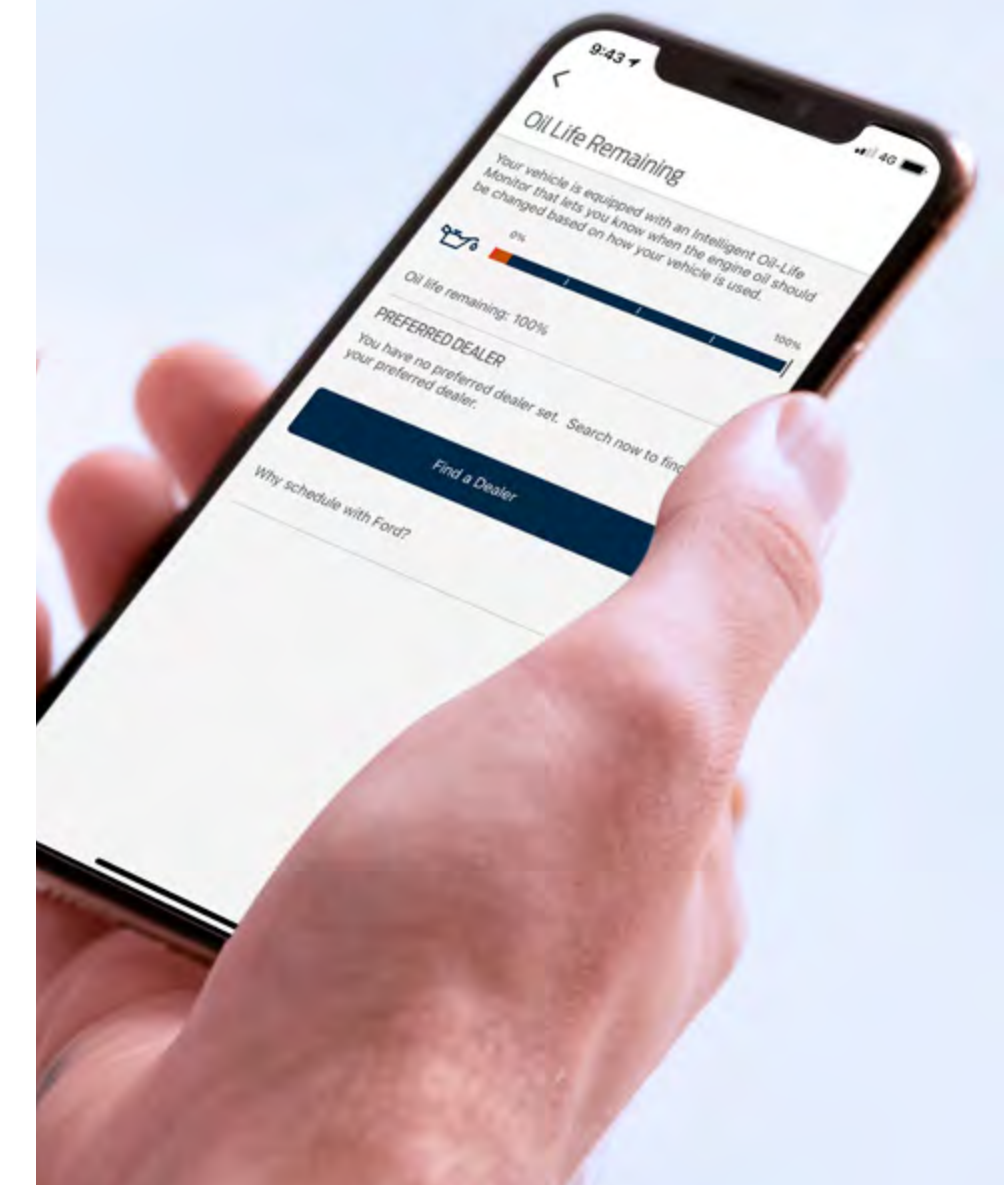 9:43
4G
Oil Life Remaining
Your vehicle is equipped with an Intelligent Oil-Life
Monitor that lets you know when the engine oil should
be changed based on how your vehicle is used.
0%
100%
Oil life remaining: 100%
PREFERRED DEALER
You have no preferred dealer set. Search now to find
your preferred dealer.
Find a Dealer
Why schedule with Ford?